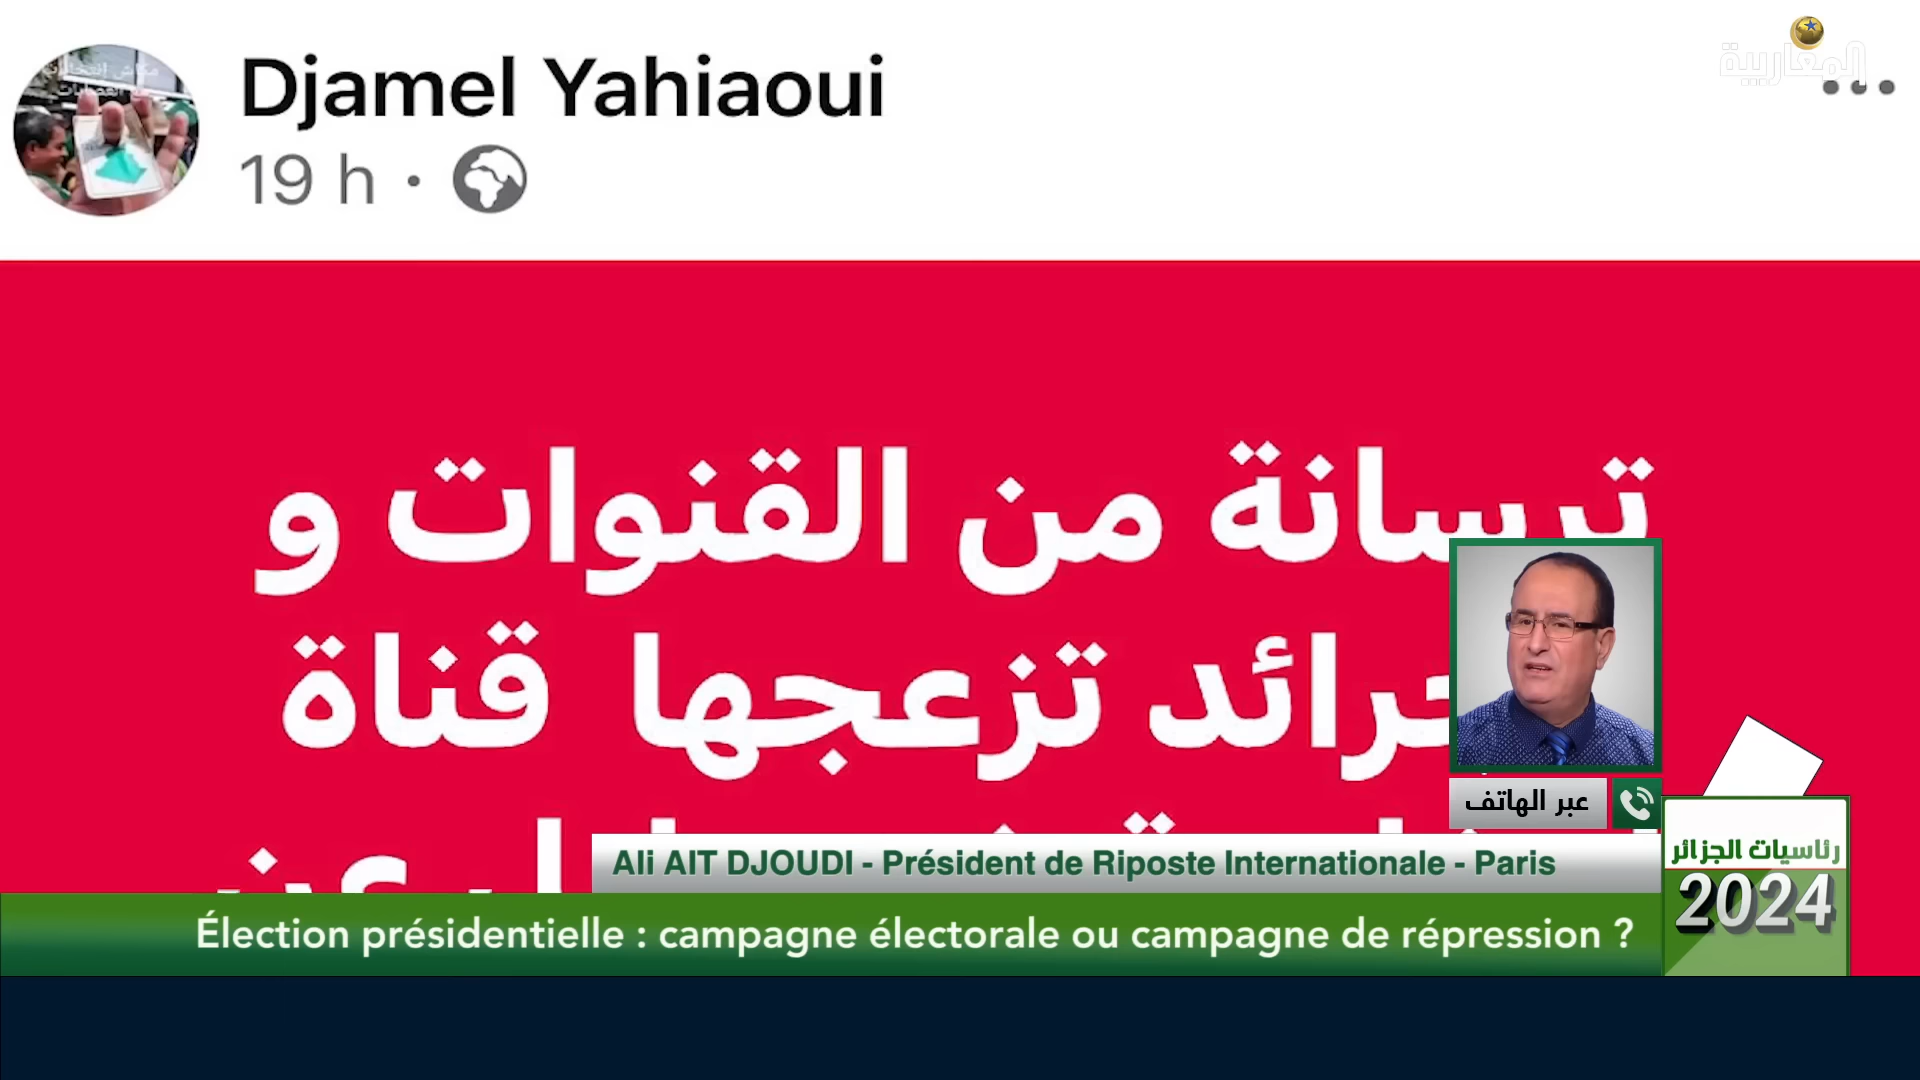 Djamel Yahiaoui
19 h ·
المغاربية
ترسانة من القنوات و
جرائد تزعجها قناة
عبر الهاتف
Ali AIT DJOUDI - Président de Riposte Internationale - Paris
Élection présidentielle : campagne électorale ou campagne de répression ?
رئاسيات الجزائر
2024